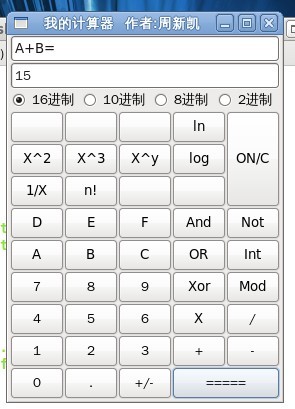 我的计算器 作者:周新凯
A+B=
15
16进制 10进制 8进制 2进制
ln
X^2 X^3 X^y log ON/C
1/X n!
D E F And Not
A B C OR Int
7 8 9 Xor Mod
4 5 6 X /
1 2 3 + -
0 . +/- =====